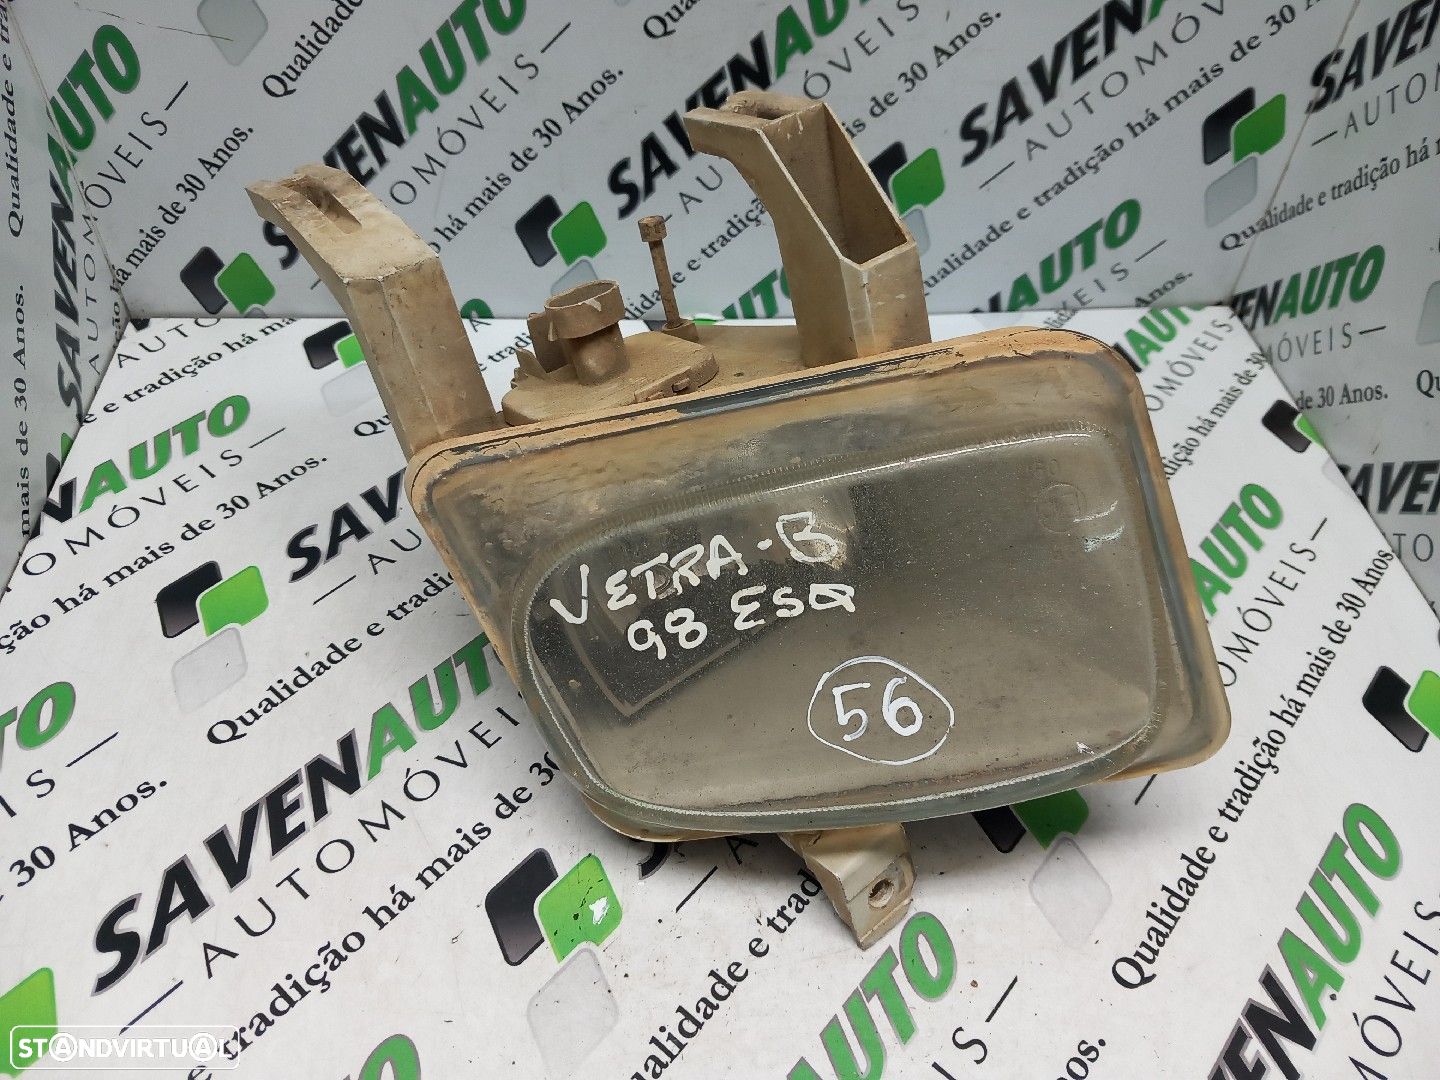 SAVENAUTO
AUTOMÓVEIS
Qualidade e tradição há mais de 30 Anos.
VETRA-B
98 ESQ
56
STANDVIRTUAL